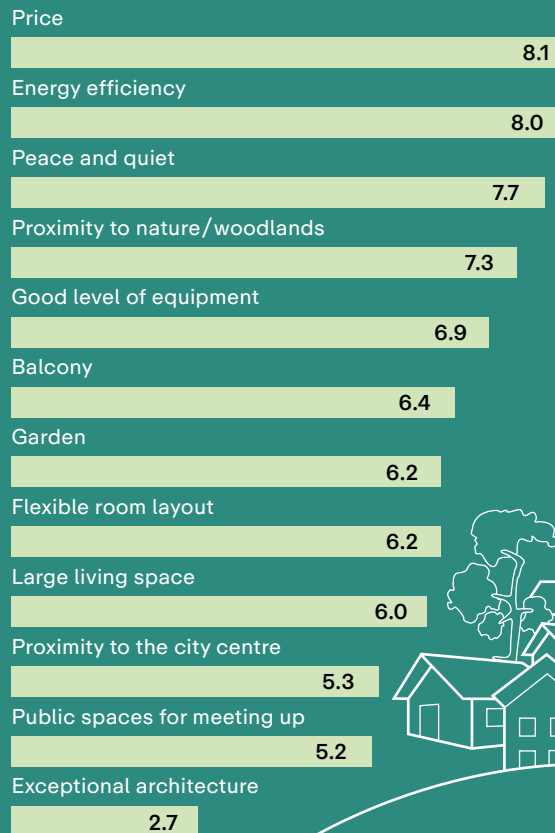 Price
8.1
Energy efficiency
8.0
Peace and quiet
7.7
Proximity to nature/woodlands
7.3
Good level of equipment
6.9
Balcony
6.4
Garden
6.2
Flexible room layout
6.2
Large living space
6.0
Proximity to the city centre
5.3
Public spaces for meeting up
5.2
Exceptional architecture
2.7